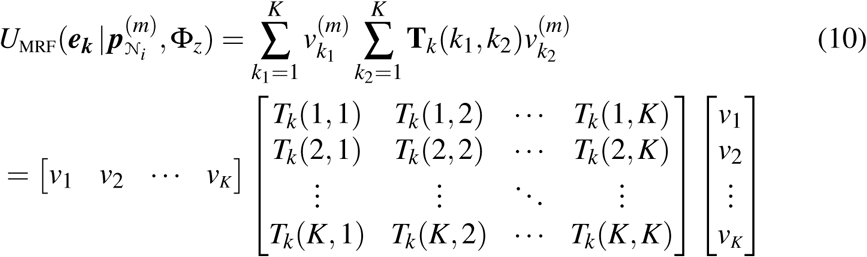 U_MRF(e_k | p_{𝒩_i}^{(m)}, Φ_z) = ∑_{k_1=1}^{K} v_{k_1}^{(m)} ∑_{k_2=1}^{K} T_k(k_1, k_2) v_{k_2}^{(m)} (10)
= [v_1 v_2 ⋯ v_K] [T_k(1,1) T_k(1,2) ⋯ T_k(1,K)] [v_1]
[T_k(2,1) T_k(2,2) ⋯ T_k(2,K)] [v_2]
[⋮ ⋮ ⋱ ⋮] [⋮]
[T_k(K,1) T_k(K,2) ⋯ T_k(K,K)] [v_K]